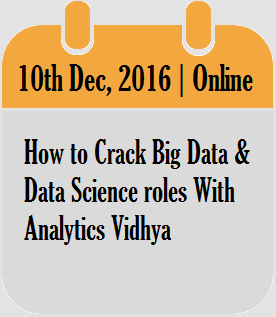 10th Dec, 2016 | Online
How to Crack Big Data &
Data Science roles With
Analytics Vidhya